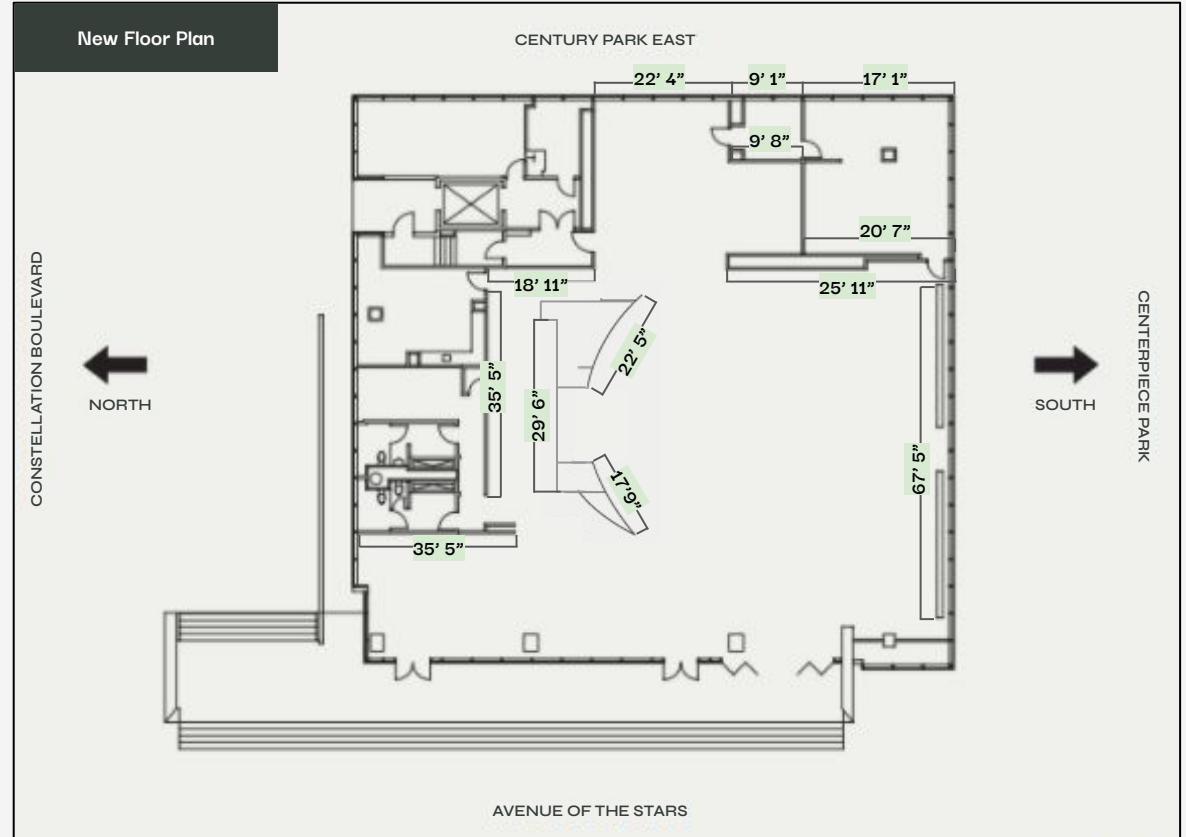 New Floor Plan
CENTURY PARK EAST
22’ 4”
9’ 1”
17’ 1”
9’ 8”
20’ 7”
18’ 11”
25’ 11”
CONSTELLATION BOULEVARD
NORTH
35’ 5”
29’ 6”
22’ 5”
17’9”
67’ 5”
SOUTH
CENTERPIECE PARK
35’ 5”
AVENUE OF THE STARS